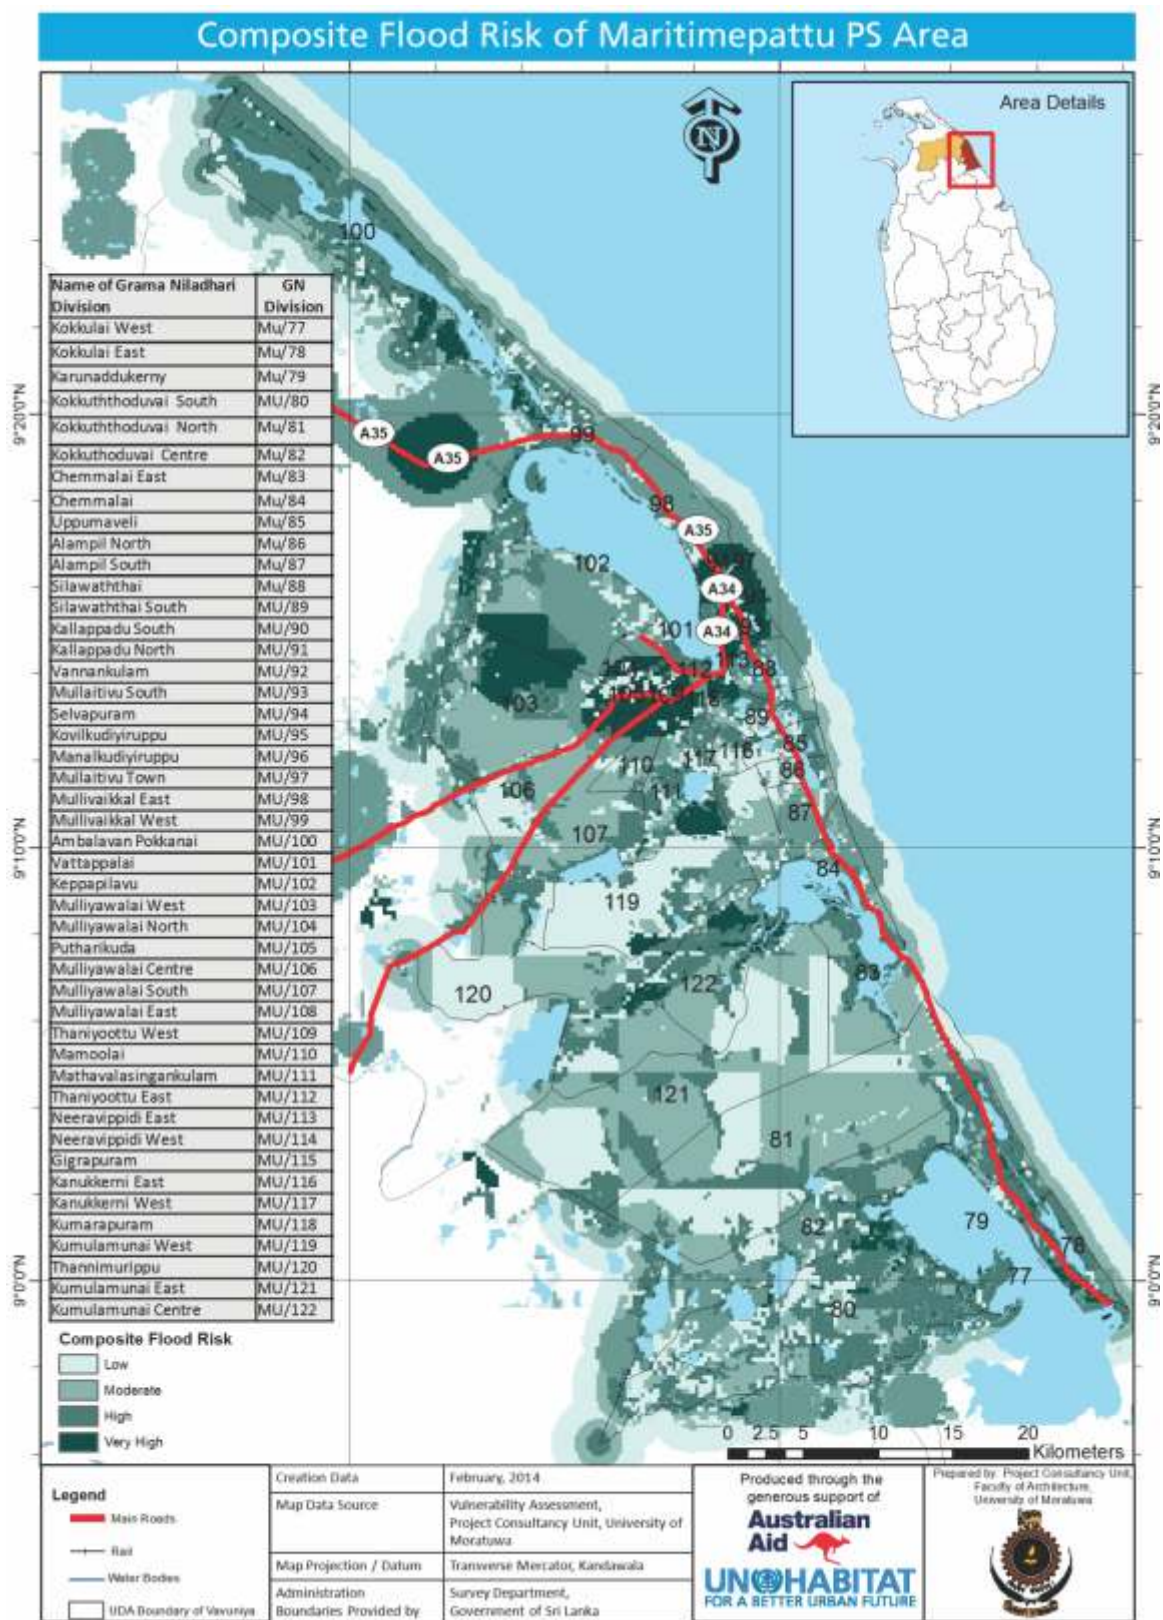 Composite Flood Risk of Maritimepattu PS Area
Area Details
N
100
Name of Grama Niladhari Division GN Division
Kokkulai West Mu/77
Kokkulai East Mu/78
Karunaddukerny Mu/79
Kokkuththoduvai South MU/80
Kokkuththoduvai North Mu/81
Kokkuthoduvai Centre Mu/82
Chemmalai East Mu/83
Chemmalai Mu/84
Uppumaveli Mu/85
Alampil North Mu/86
Alampil South Mu/87
Silawaththai Mu/88
Silawaththai South MU/89
Kallappadu South MU/90
Kallappadu North MU/91
Vannankulam MU/92
Mullaitivu South MU/93
Selvapuram MU/94
Kovilkudiyiruppu MU/95
Manalkudiyiruppu MU/96
Mullaitivu Town MU/97
Mullivaikkal East MU/98
Mullivaikkal West MU/99
Ambalavan Pokkanai MU/100
Vattappalai MU/101
Keppapilavu MU/102
Mulliyawalai West MU/103
Mulliyawalai North MU/104
Putharikuda MU/105
Mulliyawalai Centre MU/106
Mulliyawalai South MU/107
Mulliyawalai East MU/108
Thaniyoottu West MU/109
Mamoolai MU/110
Mathavalasingankulam MU/111
Thaniyoottu East MU/112
Neeravippidi East MU/113
Neeravippidi West MU/114
Gigrapuram MU/115
Kanukkerni East MU/116
Kanukkerni West MU/117
Kumarapuram MU/118
Kumulamunai West MU/119
Thannimurippu MU/120
Kumulamunai East MU/121
Kumulamunai Centre MU/122
9°20'0"N
9°20'0"N
A35
A35
99
98
A35
102
A34
101
A34
112
113
88
103
89
85
110
117
118
86
106
111
87
107
9°10'0"N
9°10'0"N
84
119
83
120
122
121
81
82
79
78
77
9°0'0"N
9°0'0"N
80
Composite Flood Risk
Low
Moderate
High
Very High
0 2.5 5 10 15 20
Kilometers
Legend
Main Roads
Rail
Water Bodies
UDA Boundary of Vavuniya
Creation Data February, 2014
Map Data Source Vulnerability Assessment,
Project Consultancy Unit, University of
Moratuwa
Map Projection / Datum Transverse Mercator, Kandawala
Administration Survey Department,
Boundaries Provided by Government of Sri Lanka
Produced through the
generous support of
Australian
Aid
UN HABITAT
FOR A BETTER URBAN FUTURE
Prepared by: Project Consultancy Unit,
Faculty of Architecture,
University of Moratuwa